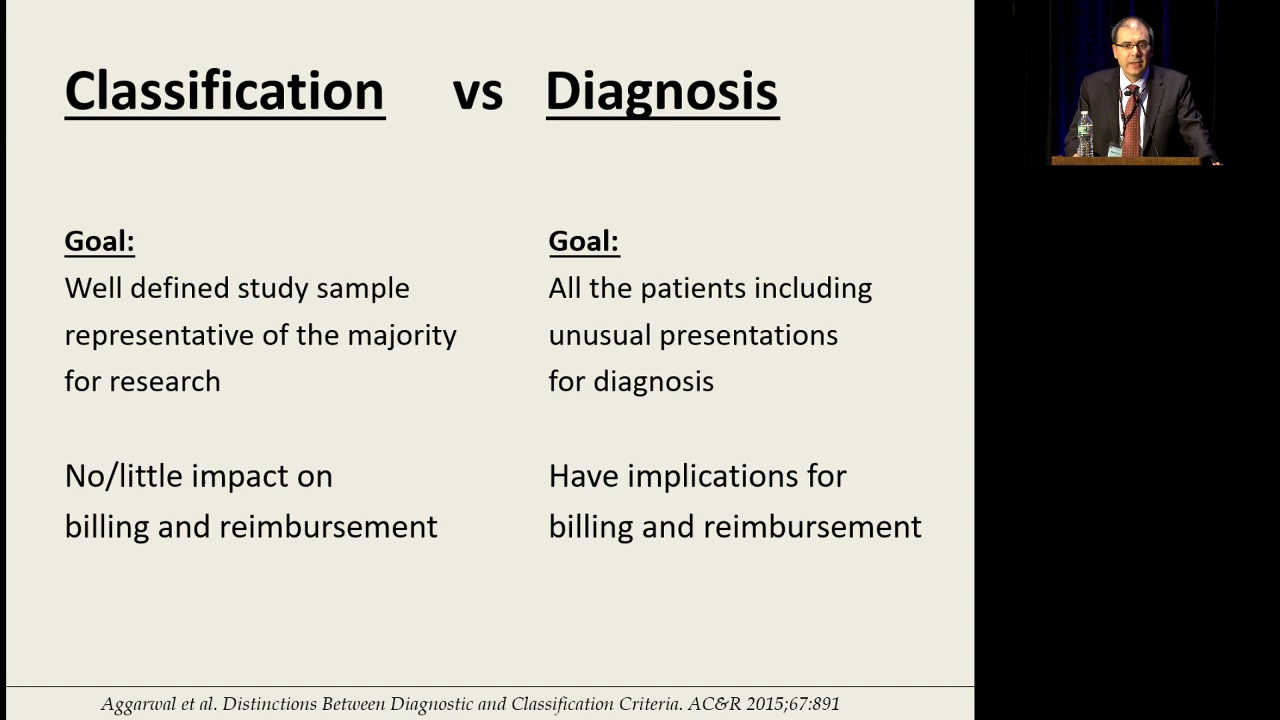 Classification vs Diagnosis
Goal:
Well defined study sample
representative of the majority
for research
No/little impact on
billing and reimbursement
Goal:
All the patients including
unusual presentations
for diagnosis
Have implications for
billing and reimbursement
Aggarwal et al. Distinctions Between Diagnostic and Classification Criteria. AC&R 2015;67:891